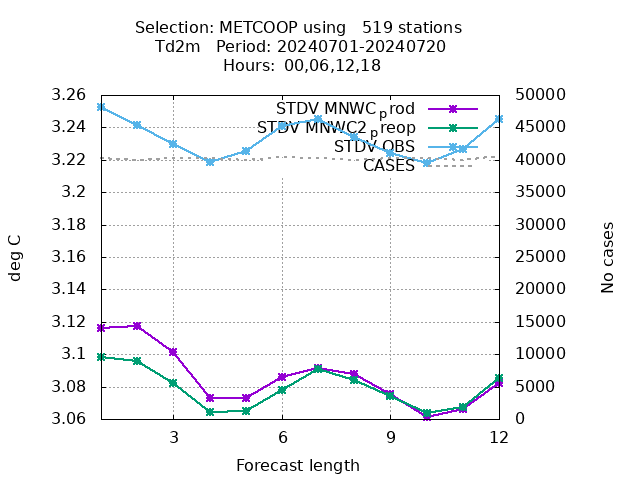 Selection: METCOOP using   519 stations
Td2m   Period: 20240701-20240720
Hours: 00,06,12,18
STDV MNWC_prod
STDV MNWC2_preop
STDV OBS
CASES
3.26
3.24
3.22
3.2
3.18
3.16
3.14
3.12
3.1
3.08
3.06
deg C
50000
45000
40000
35000
30000
25000
20000
15000
10000
5000
0
No cases
3 6 9 12
Forecast length